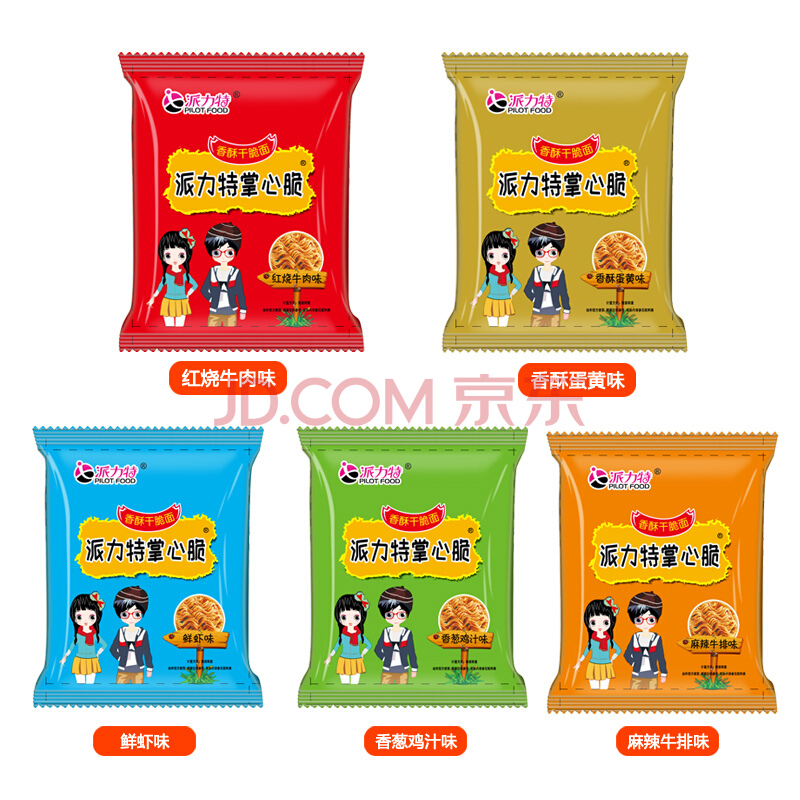 派力特®
PILOT FOOD
香酥干脆面
派力特掌心脆®
红烧牛肉味
派力特®
PILOT FOOD
香酥干脆面
派力特掌心脆®
香酥蛋黄味
红烧牛肉味
香酥蛋黄味
JD.COM 京东
派力特®
PILOT FOOD
香酥干脆面
派力特掌心脆®
鲜虾味
派力特®
PILOT FOOD
香酥干脆面
派力特掌心脆®
香葱鸡汁味
派力特®
PILOT FOOD
香酥干脆面
派力特掌心脆®
麻辣牛排味
鲜虾味
香葱鸡汁味
麻辣牛排味